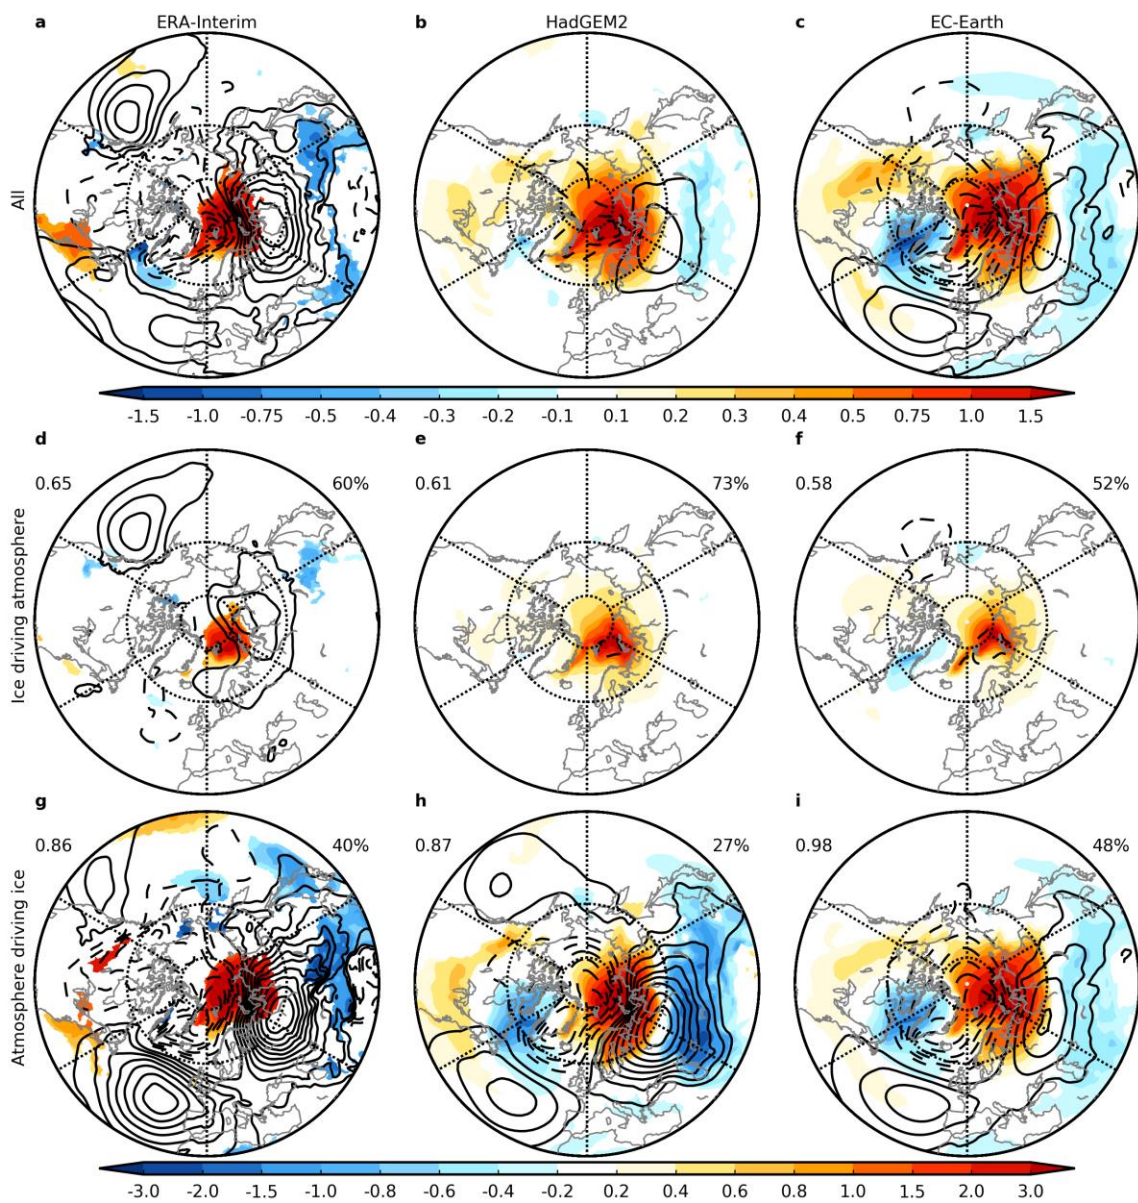 a ERA-Interim b HadGEM2 c EC-Earth
All
-1.5 -1.0 -0.75 -0.5 -0.4 -0.3 -0.2 -0.1 0.1 0.2 0.3 0.4 0.5 0.75 1.0 1.5
d e f
0.65 60% 0.61 73% 0.58 52%
Ice driving atmosphere
g h i
0.86 40% 0.87 27% 0.98 48%
Atmosphere driving ice
-3.0 -2.0 -1.5 -1.0 -0.8 -0.6 -0.4 -0.2 0.2 0.4 0.6 0.8 1.0 1.5 2.0 3.0